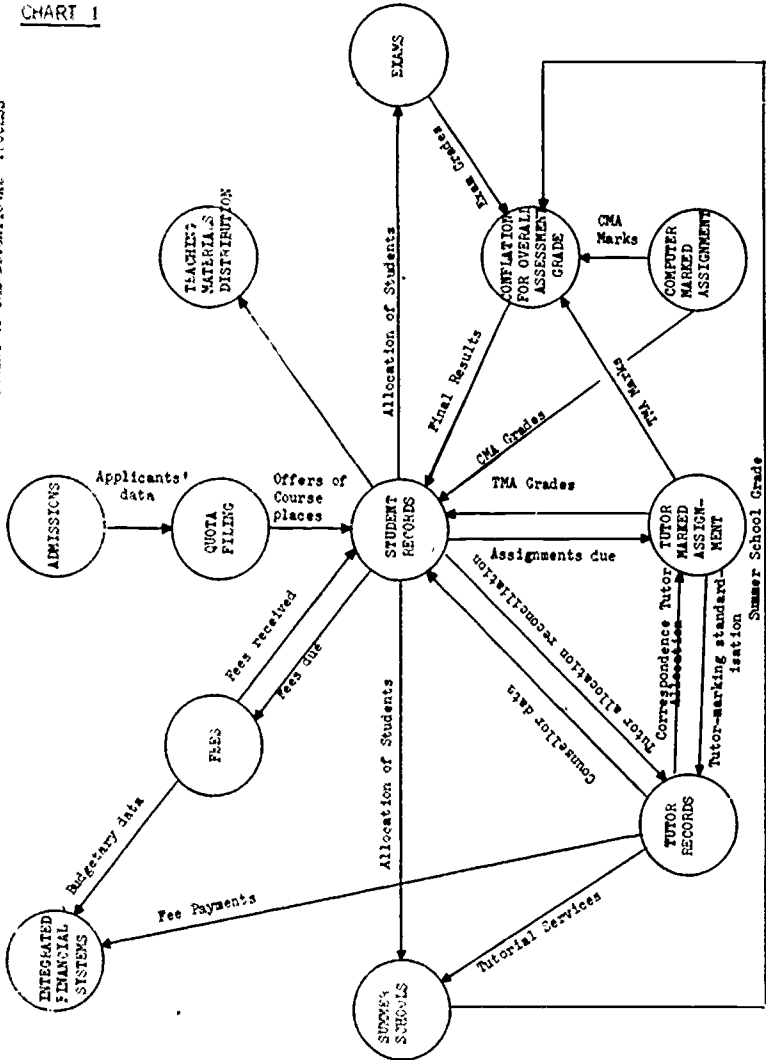 CHART 1
EXAMS
TEACHING
MATERIALS
DISTRIBUTION
Exam Grades
Allocation of Students
CONFLATION
FOR OVERALL
ASSESSMENT
GRADE
CMA
Marks
COMPUTER
MARKED
ASSIGNMENT
ADMISSIONS
Applicants'
data
QUOTA
FILING
Offers of
Course
places
STUDENT
RECORDS
Final Results
CMA Grades
TMA Marks
TMA Grades
Assignments due
TUTOR
MARKED
ASSIGN-
MENT
Summer School Grade
Fees received
Fees due
FEES
Budgetary data
INTEGRATED
FINANCIAL
SYSTEMS
Fee Payments
Allocation of Students
Tutor allocation reconciliation
Counsellor data
Correspondence Tutor
Allocation
Tutor-marking standard-
isation
TUTOR
RECORDS
Tutorial Services
SUMMER
SCHOOLS